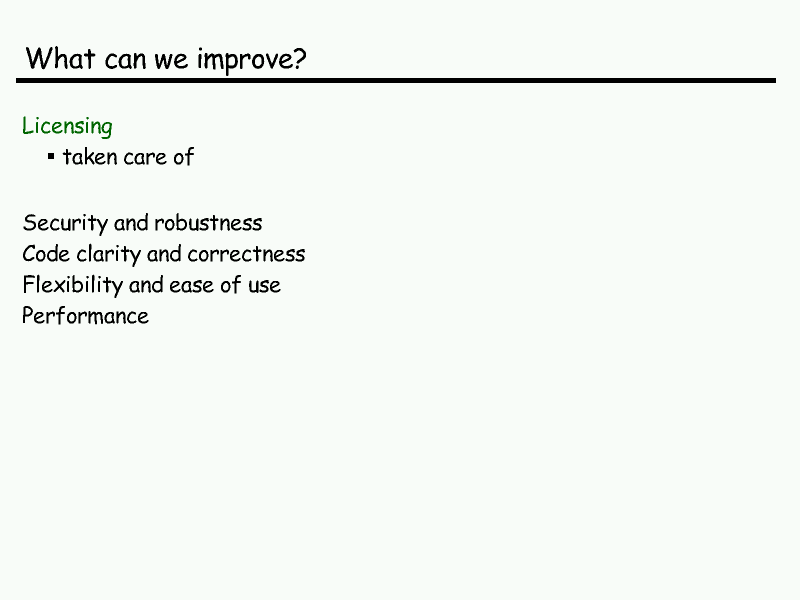 What can we improve?
Licensing
▪ taken care of
Security and robustness
Code clarity and correctness
Flexibility and ease of use
Performance